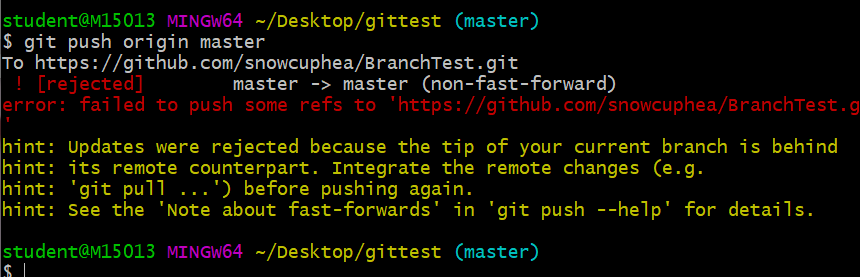 student@M15013 MINGW64 ~/Desktop/gittest (master)
$ git push origin master
To https://github.com/snowcuphea/BranchTest.git
 ! [rejected]        master -> master (non-fast-forward)
error: failed to push some refs to 'https://github.com/snowcuphea/BranchTest.g
'
hint: Updates were rejected because the tip of your current branch is behind
hint: its remote counterpart. Integrate the remote changes (e.g.
hint: 'git pull ...') before pushing again.
hint: See the 'Note about fast-forwards' in 'git push --help' for details.
student@M15013 MINGW64 ~/Desktop/gittest (master)
$